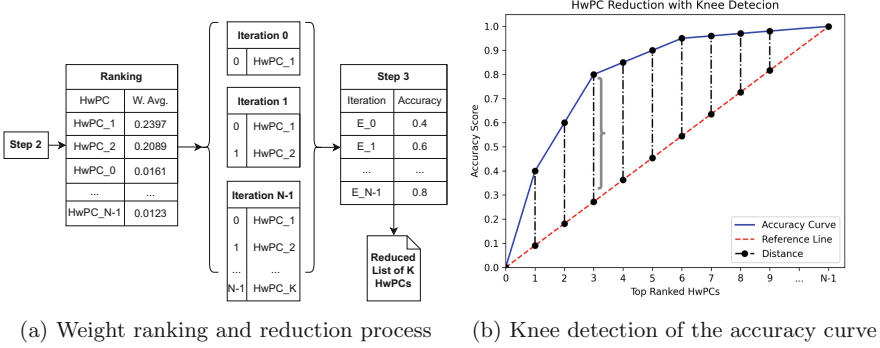 Step 2
Ranking
HwPC W. Avg.
HwPC_1 0.2397
HwPC_2 0.2089
HwPC_0 0.0161
... ...
HwPC_N-1 0.0123
Iteration 0
0 HwPC_1
Iteration 1
0 HwPC_1
1 HwPC_2
Iteration N-1
0 HwPC_1
1 HwPC_2
... ...
N-1 HwPC_K
Step 3
Iteration Accuracy
E_0 0.4
E_1 0.6
... ...
E_N-1 0.8
Reduced
List of K
HwPCs
(a) Weight ranking and reduction process
HwPC Reduction with Knee Detecion
Accuracy Score
1.0
0.9
0.8
0.7
0.6
0.5
0.4
0.3
0.2
0.1
0.0
0 1 2 3 4 5 6 7 8 9 ... N-1
Top Ranked HwPCs
Accuracy Curve
Reference Line
Distance
(b) Knee detection of the accuracy curve